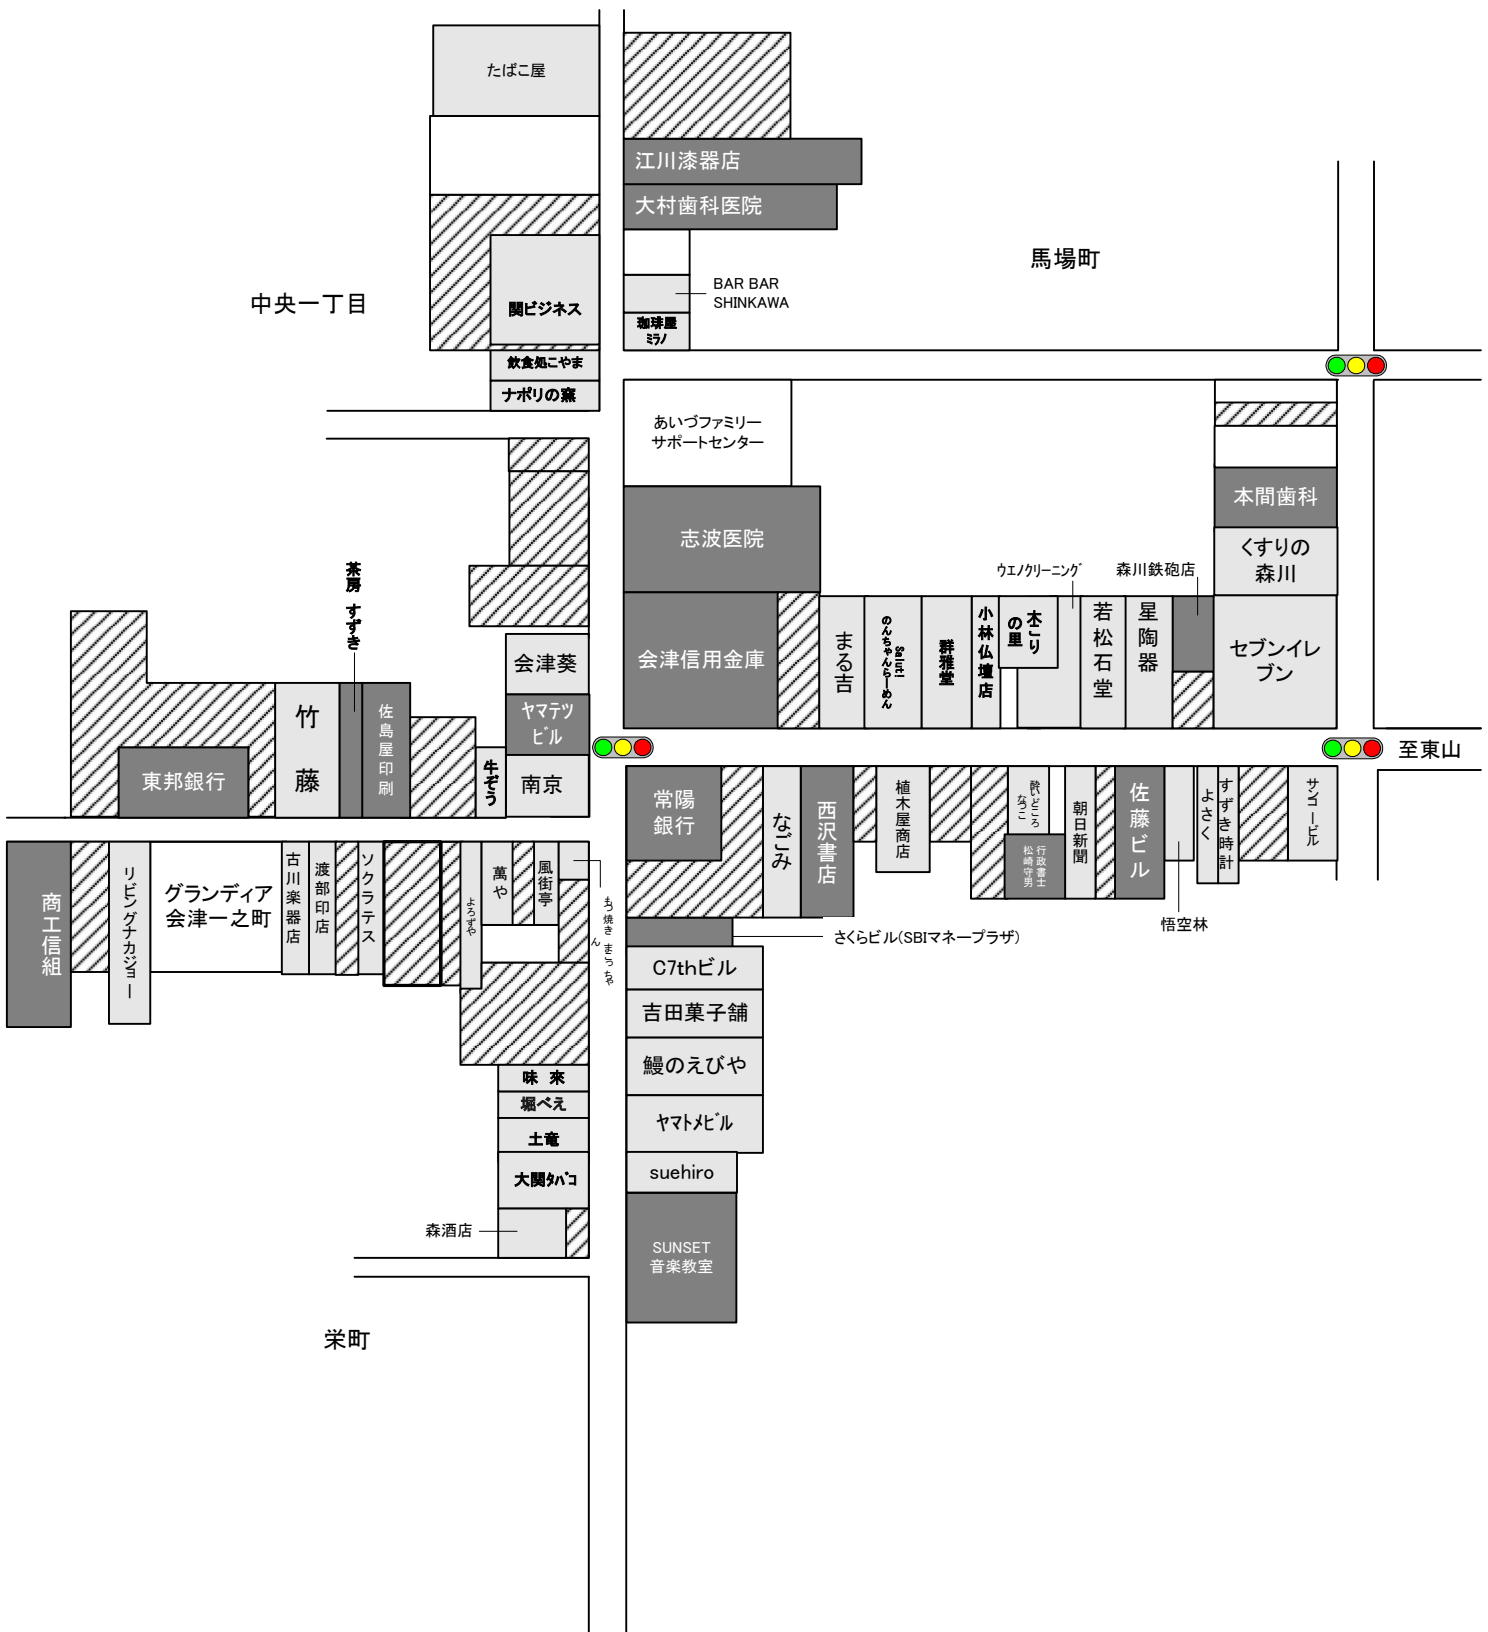 たばこ屋
江川漆器店
大村歯科医院
馬場町
BAR BAR
SHINKAWA
中央一丁目
関ビジネス
珈琲屋
ミラノ
飲食処こやま
ナポリの窯
あいづファミリー
サポートセンター
本間歯科
志波医院
くすりの
森川
ウエノクリーニング
森川鉄砲店
茶房 すずき
会津葵
会津信用金庫
まる吉
のんちゃんらーめん
Salute!
群雅堂
小林仏壇店
木こり
の里
若松石堂
星陶器
セブンイレ
ブン
ヤマテツ
ビル
竹藤
佐島屋印刷
東邦銀行
牛ぞう
南京
至東山
常陽
銀行
なごみ
西沢書店
植木屋商店
酔いどころ
なつこ
行政書士
松崎守男
朝日新聞
佐藤ビル
悟空林
よさく
すずき時計
サンコービル
商工信組
リビングナカジョー
グランディア
会津一之町
古川楽器店
渡部印店
ソクラテス
よろずや
萬や
風街亭
もつ焼き まこっちゃん
さくらビル(SBIマネープラザ)
C7thビル
吉田菓子舗
鰻のえびや
ヤマトメビル
suehiro
SUNSET
音楽教室
味 来
堀べえ
土竜
大関タバコ
森酒店
栄町